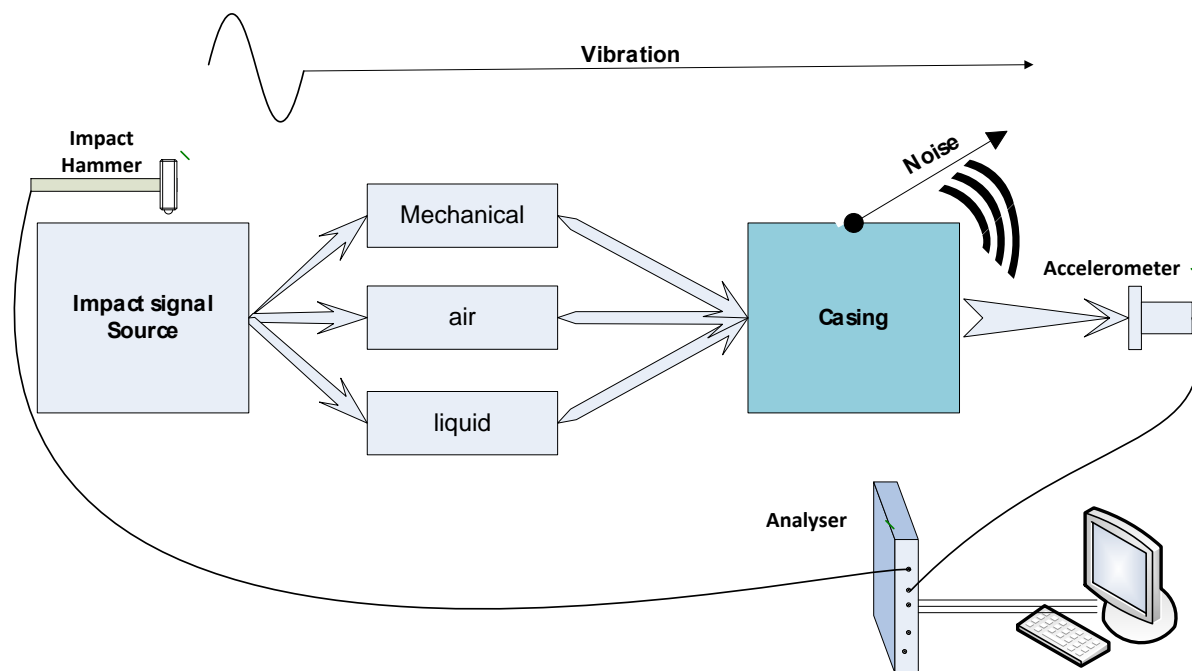 Vibration
Impact
Hammer
Noise
Mechanical
Accelerometer
Impact signal
Source
air
Casing
liquid
Analyser